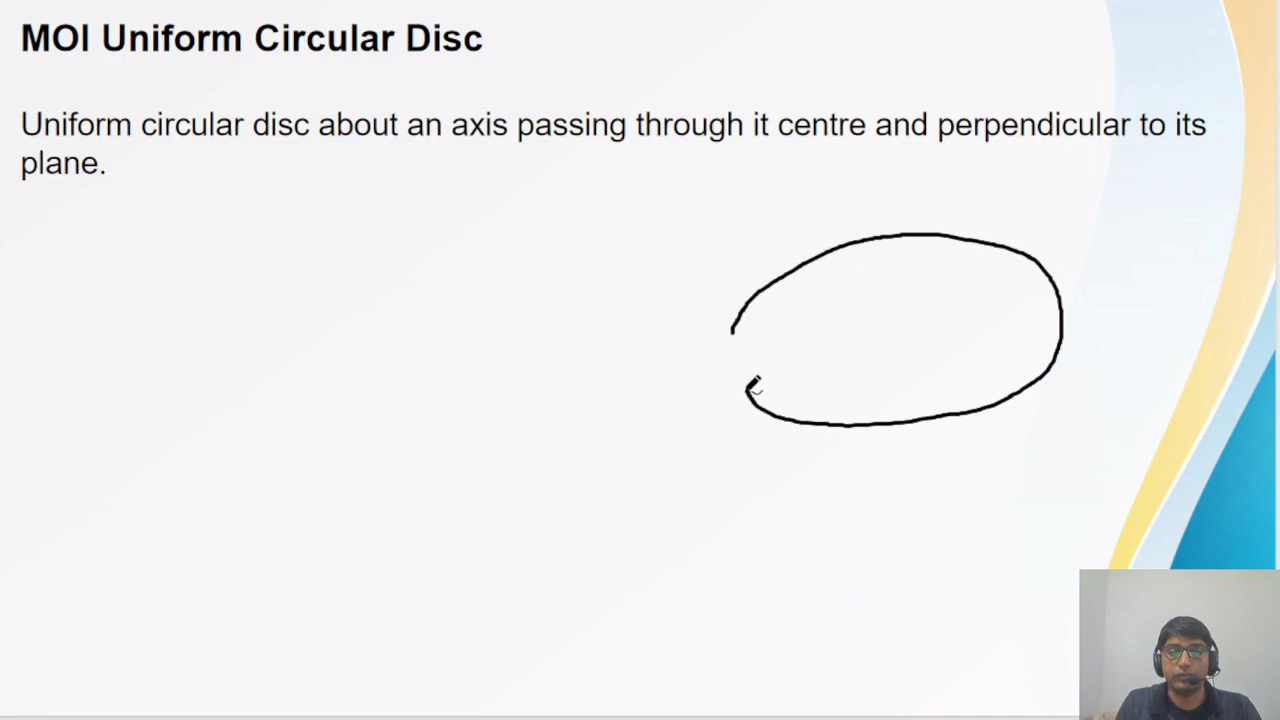 MOI Uniform Circular Disc
Uniform circular disc about an axis passing through it centre and perpendicular to its
plane.